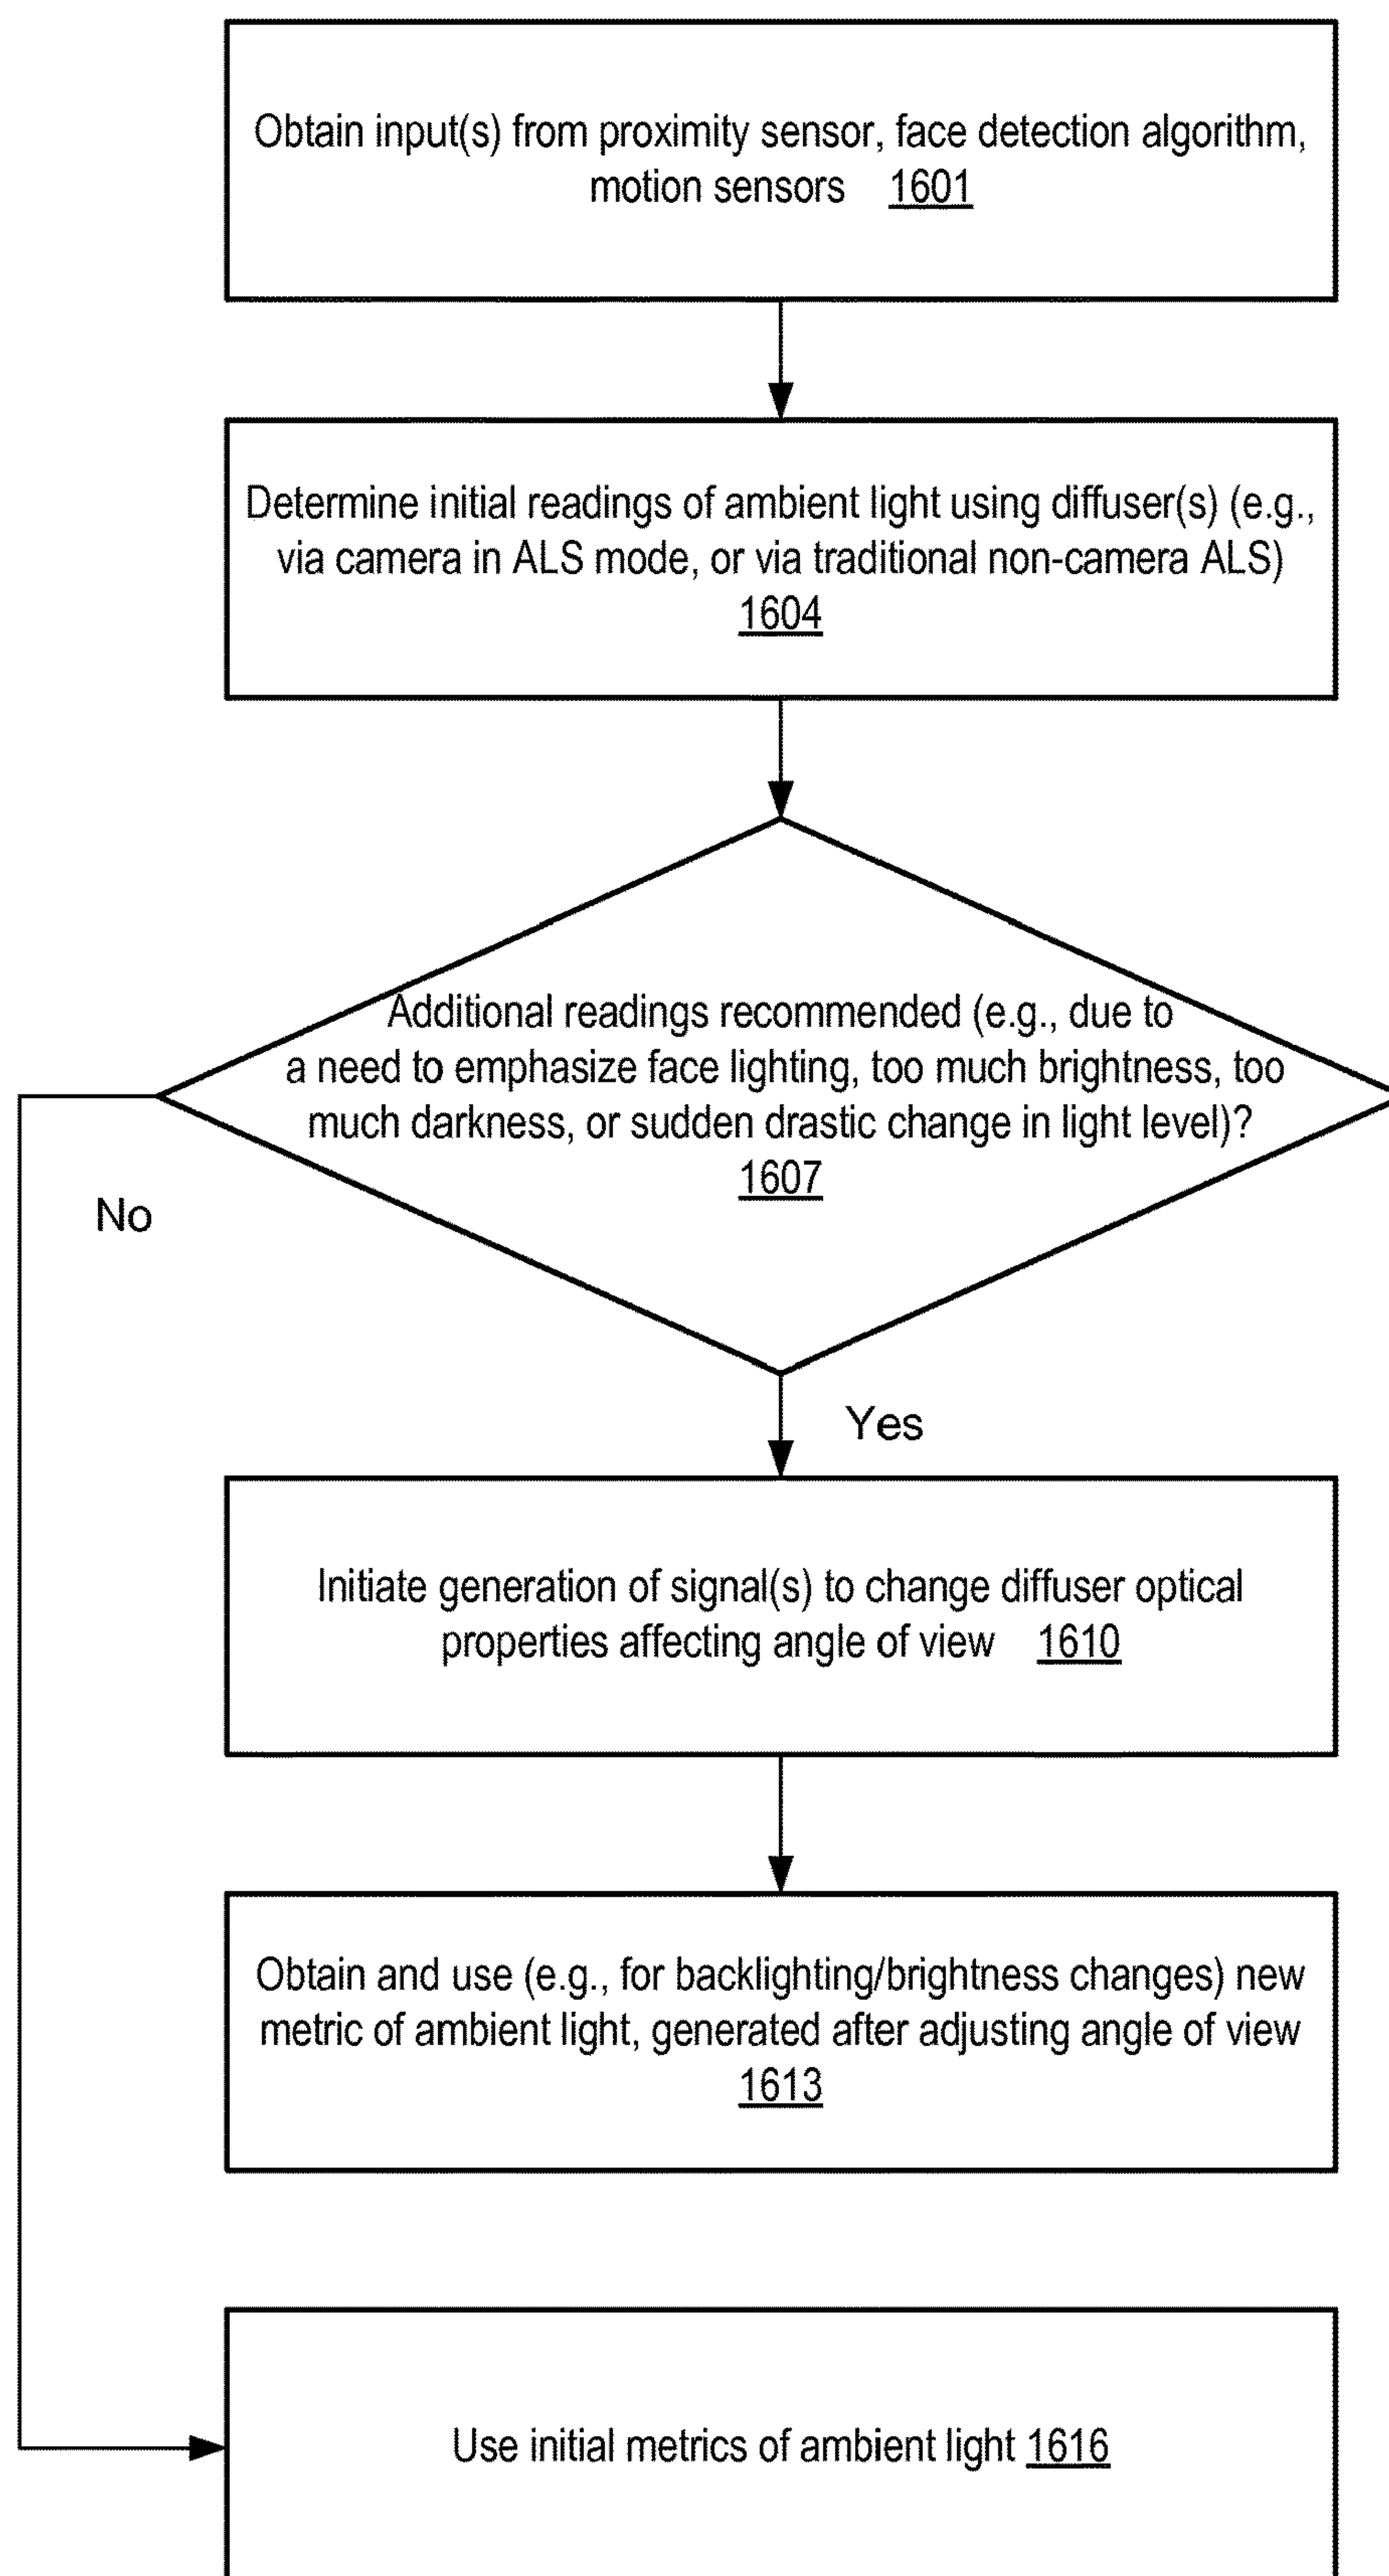 Obtain input(s) from proximity sensor, face detection algorithm,
motion sensors 1601
Determine initial readings of ambient light using diffuser(s) (e.g.,
via camera in ALS mode, or via traditional non-camera ALS)
1604
Additional readings recommended (e.g., due to
a need to emphasize face lighting, too much brightness, too
much darkness, or sudden drastic change in light level)?
1607
No
Yes
Initiate generation of signal(s) to change diffuser optical
properties affecting angle of view 1610
Obtain and use (e.g., for backlighting/brightness changes) new
metric of ambient light, generated after adjusting angle of view
1613
Use initial metrics of ambient light 1616